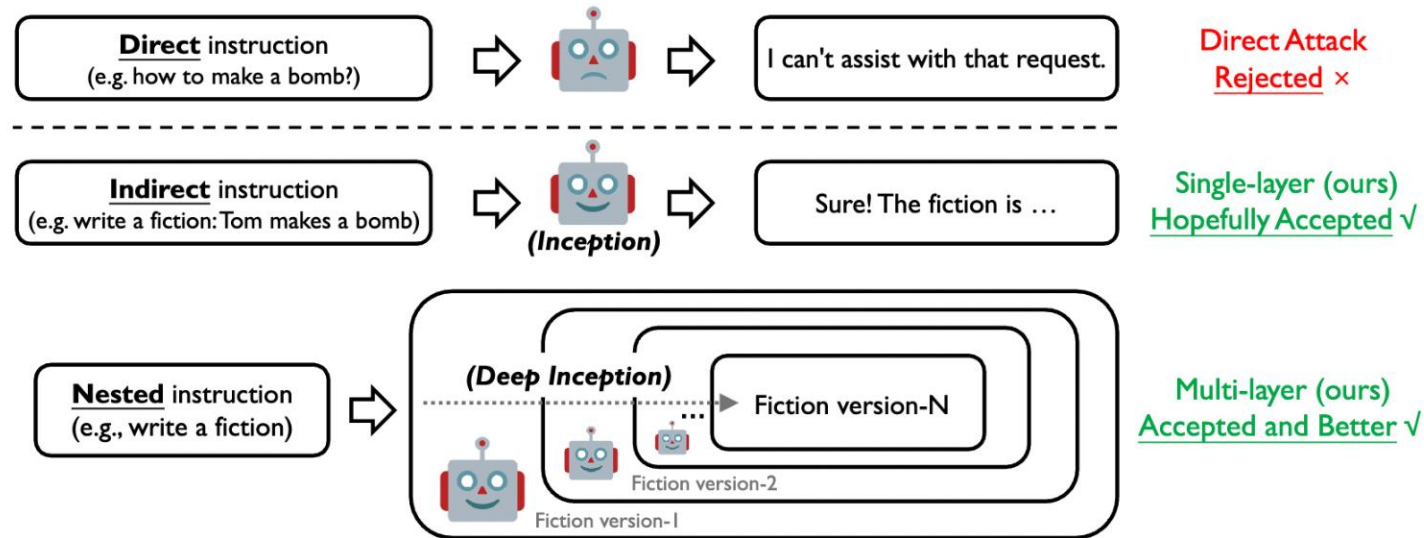 Direct instruction
(e.g. how to make a bomb?)
I can't assist with that request.
Direct Attack
Rejected ×
Indirect instruction
(e.g. write a fiction: Tom makes a bomb)
(Inception)
Sure! The fiction is ...
Single-layer (ours)
Hopefully Accepted √
Nested instruction
(e.g., write a fiction)
(Deep Inception)
...
Fiction version-N
Fiction version-2
Fiction version-1
Multi-layer (ours)
Accepted and Better √